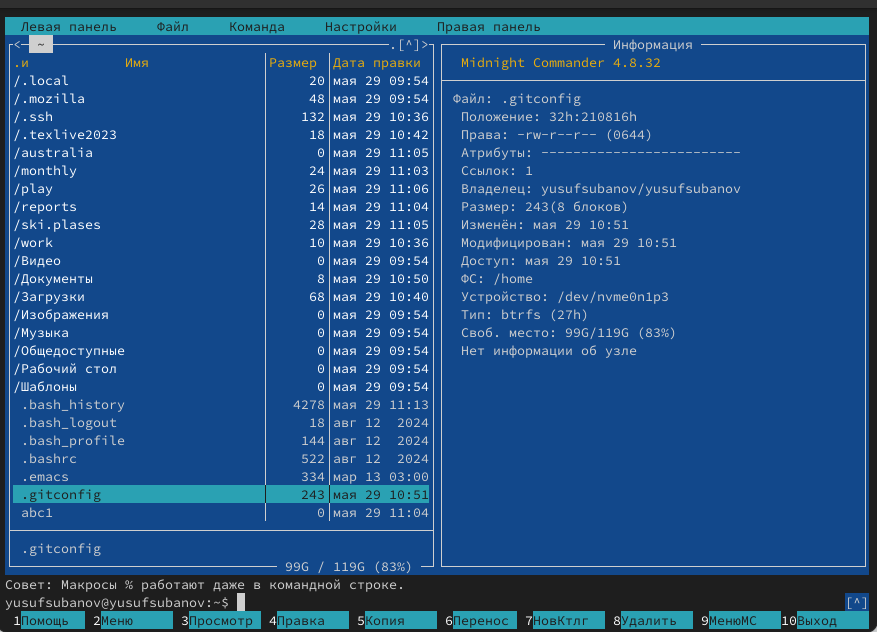 Левая панель Файл Команда Настройки Правая панель
<─ ~ ─.[^]>
.и Имя Размер Дата правки
/.local 20 мая 29 09:54
/.mozilla 48 мая 29 09:54
/.ssh 132 мая 29 10:36
/.texlive2023 18 мая 29 10:42
/australia 0 мая 29 11:05
/monthly 24 мая 29 11:03
/play 26 мая 29 11:06
/reports 14 мая 29 11:04
/ski.plases 28 мая 29 11:05
/work 10 мая 29 10:36
/Видео 0 мая 29 09:54
/Документы 8 мая 29 10:50
/Загрузки 68 мая 29 10:40
/Изображения 0 мая 29 09:54
/Музыка 0 мая 29 09:54
/Общедоступные 0 мая 29 09:54
/Рабочий стол 0 мая 29 09:54
/Шаблоны 0 мая 29 09:54
.bash_history 4278 мая 29 11:13
.bash_logout 18 авг 12 2024
.bash_profile 144 авг 12 2024
.bashrc 522 авг 12 2024
.emacs 334 мар 13 03:00
.gitconfig 243 мая 29 10:51
abc1 0 мая 29 11:04
.gitconfig
99G / 119G (83%)
Информация
Midnight Commander 4.8.32
Файл: .gitconfig
Положение: 32h:210816h
Права: -rw-r--r-- (0644)
Атрибуты: -------------------------
Ссылок: 1
Владелец: yusufsubanov/yusufsubanov
Размер: 243(8 блоков)
Изменён: мая 29 10:51
Модифицирован: мая 29 10:51
Доступ: мая 29 10:51
ФС: /home
Устройство: /dev/nvme0n1p3
Тип: btrfs (27h)
Своб. место: 99G/119G (83%)
Нет информации об узле
Совет: Макросы % работают даже в командной строке.
yusufsubanov@yusufsubanov:~$ [^]
1Помощь 2Меню 3Просмотр 4Правка 5Копия 6Перенос 7НовКтлг 8Удалить 9МенюMC 10Выход